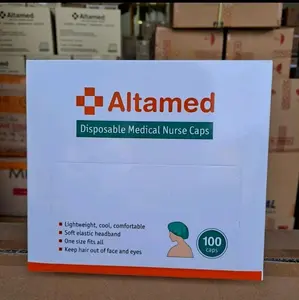 Altamed
Disposable Medical Nurse Caps
Lightweight, cool, comfortable
Soft elastic headband
One size fits all
Keep hair out of face and eyes
100
caps